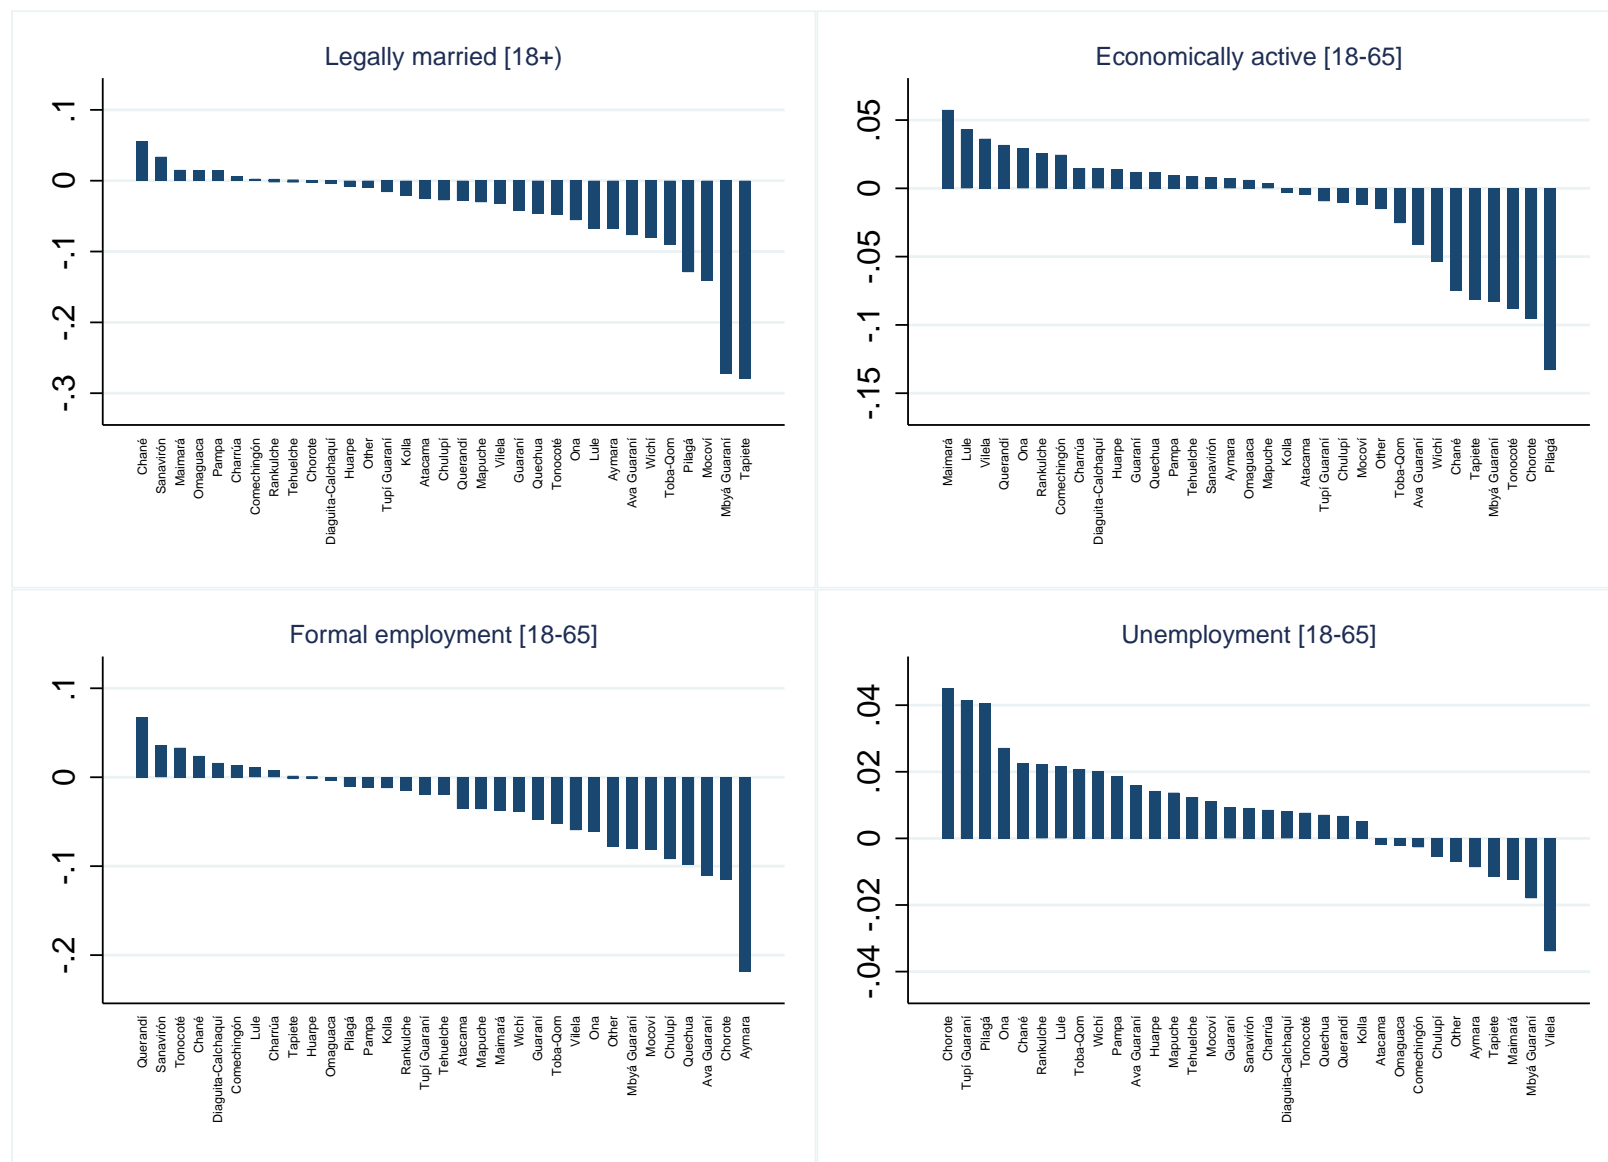 Legally married [18+)
.1
0
-.1
-.2
-.3
Chané
Sanavirón
Maimará
Omaguaca
Pampa
Charrúa
Comechingón
Rankulche
Tehuelche
Chorote
Diaguita-Calchaquí
Huarpe
Other
Tupí Guaraní
Kolla
Atacama
Chulupí
Querandí
Mapuche
Vilela
Guaraní
Quechua
Tonocoté
Ona
Lule
Aymara
Ava Guaraní
Wichí
Toba-Qom
Pilagá
Mocoví
Mbyá Guaraní
Tapiete
Economically active [18-65]
.05
0
-.05
-.1
-.15
Maimará
Lule
Vilela
Querandí
Ona
Rankulche
Comechingón
Charrúa
Diaguita-Calchaquí
Huarpe
Guaraní
Quechua
Pampa
Tehuelche
Sanavirón
Aymara
Omaguaca
Mapuche
Kolla
Atacama
Tupí Guaraní
Chulupí
Mocoví
Other
Toba-Qom
Ava Guaraní
Wichí
Chané
Tapiete
Mbyá Guaraní
Tonocoté
Chorote
Pilagá
Formal employment [18-65]
.1
0
-.1
-.2
Querandí
Sanavirón
Tonocoté
Chané
Diaguita-Calchaquí
Comechingón
Lule
Charrúa
Tapiete
Huarpe
Omaguaca
Pilagá
Pampa
Kolla
Rankulche
Tupí Guaraní
Tehuelche
Atacama
Mapuche
Maimará
Wichí
Guaraní
Toba-Qom
Vilela
Ona
Other
Mbyá Guaraní
Mocoví
Chulupí
Quechua
Ava Guaraní
Chorote
Aymara
Unemployment [18-65]
.04
.02
0
-.02
-.04
Chorote
Tupí Guaraní
Pilagá
Ona
Chané
Rankulche
Lule
Toba-Qom
Wichí
Pampa
Ava Guaraní
Huarpe
Mapuche
Tehuelche
Mocoví
Guaraní
Sanavirón
Charrúa
Diaguita-Calchaquí
Tonocoté
Quechua
Querandí
Kolla
Atacama
Omaguaca
Comechingón
Chulupí
Other
Aymara
Tapiete
Maimará
Mbyá Guaraní
Vilela